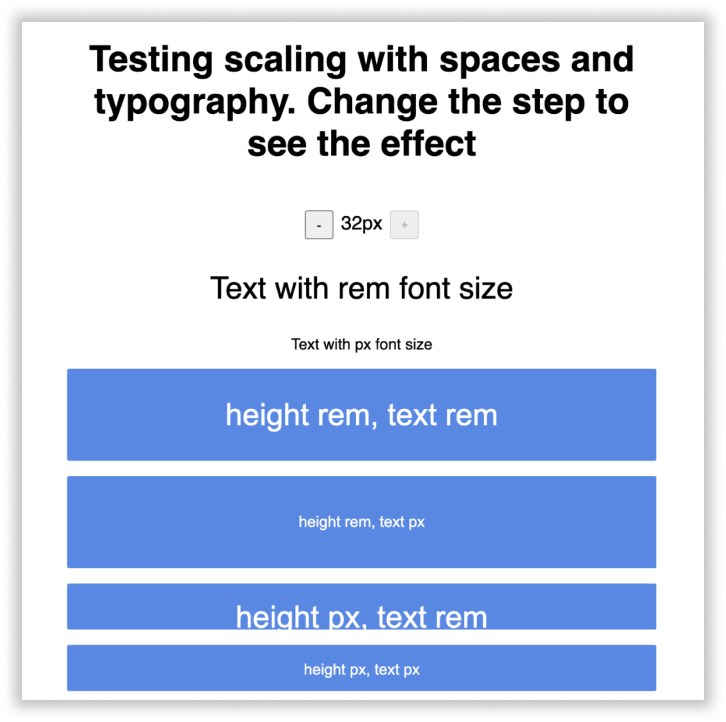 Testing scaling with spaces and
typography. Change the step to
see the effect
- 32px +
Text with rem font size
Text with px font size
height rem, text rem
height rem, text px
height px, text rem
height px, text px